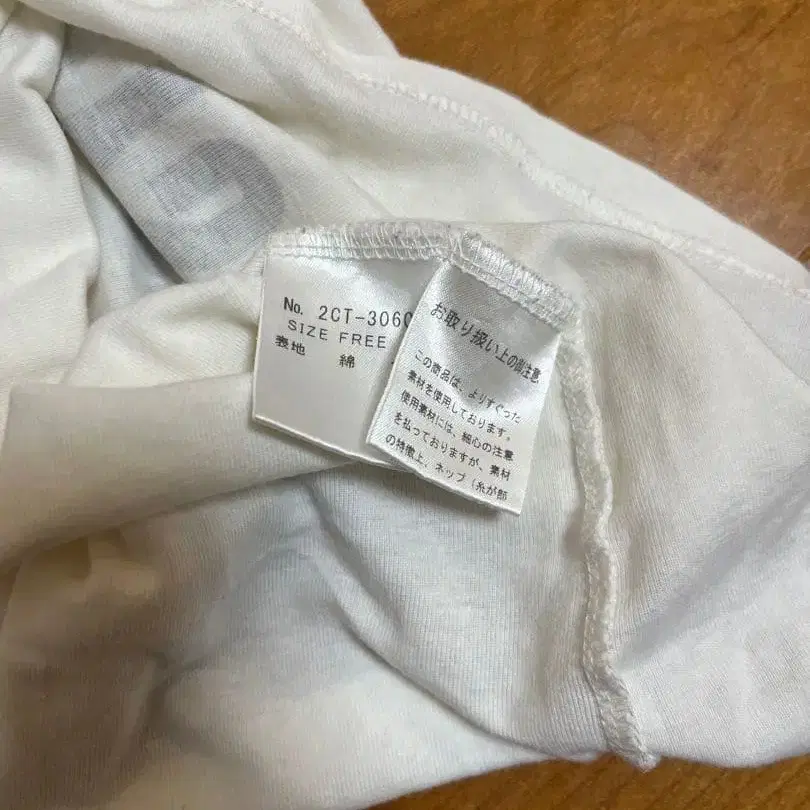 No. 2CT-3060
SIZE FREE
表地 綿
お取り扱い上の御注意
この商品は、よりすぐった
素材を使用しております。
使用素材には、細心の注意
を払っておりますが、素材
の特徴上、ネップ(糸が部